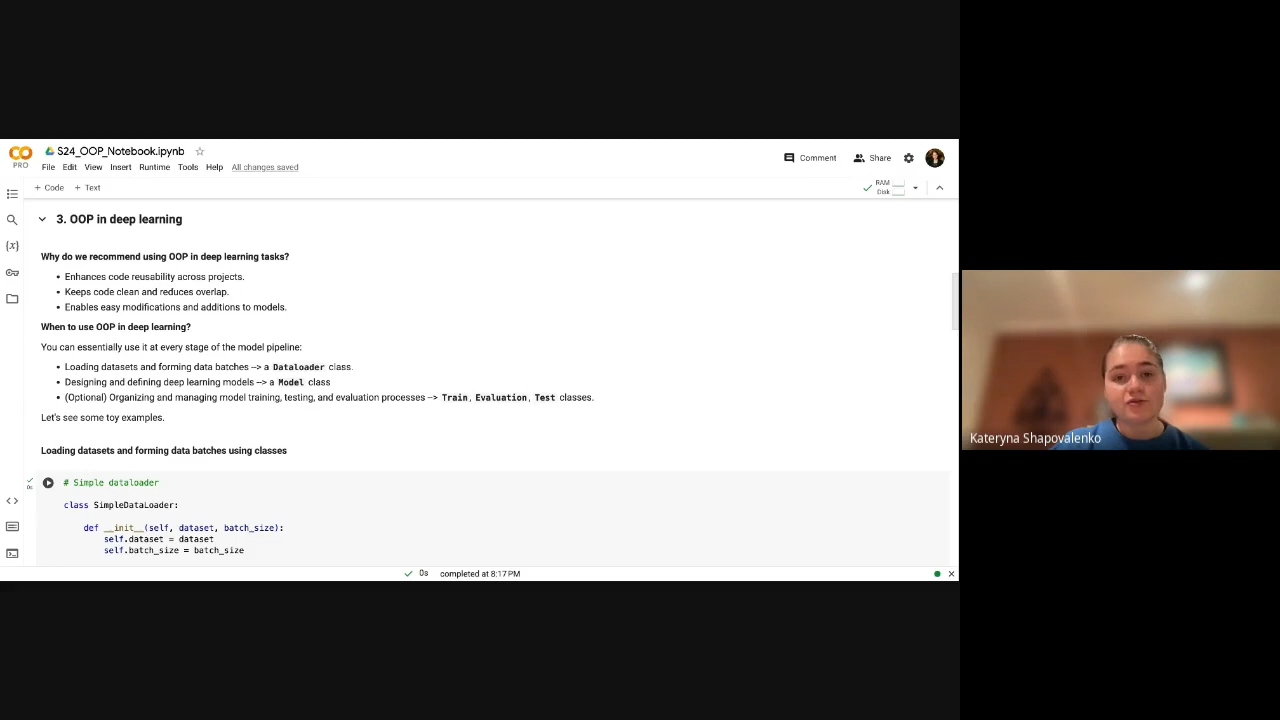 PRO
S24_OOP_Notebook.ipynb
File Edit View Insert Runtime Tools Help All changes saved
Comment
Share
+ Code + Text
RAM
Disk
3. OOP in deep learning
Why do we recommend using OOP in deep learning tasks?
• Enhances code reusability across projects.
• Keeps code clean and reduces overlap.
• Enables easy modifications and additions to models.
When to use OOP in deep learning?
You can essentially use it at every stage of the model pipeline:
• Loading datasets and forming data batches --> a Dataloader class.
• Designing and defining deep learning models --> a Model class
• (Optional) Organizing and managing model training, testing, and evaluation processes --> Train, Evaluation, Test classes.
Let's see some toy examples.
Loading datasets and forming data batches using classes
0s
# Simple dataloader
class SimpleDataLoader:
def __init__(self, dataset, batch_size):
self.dataset = dataset
self.batch_size = batch_size
0s completed at 8:17 PM
Kateryna Shapovalenko